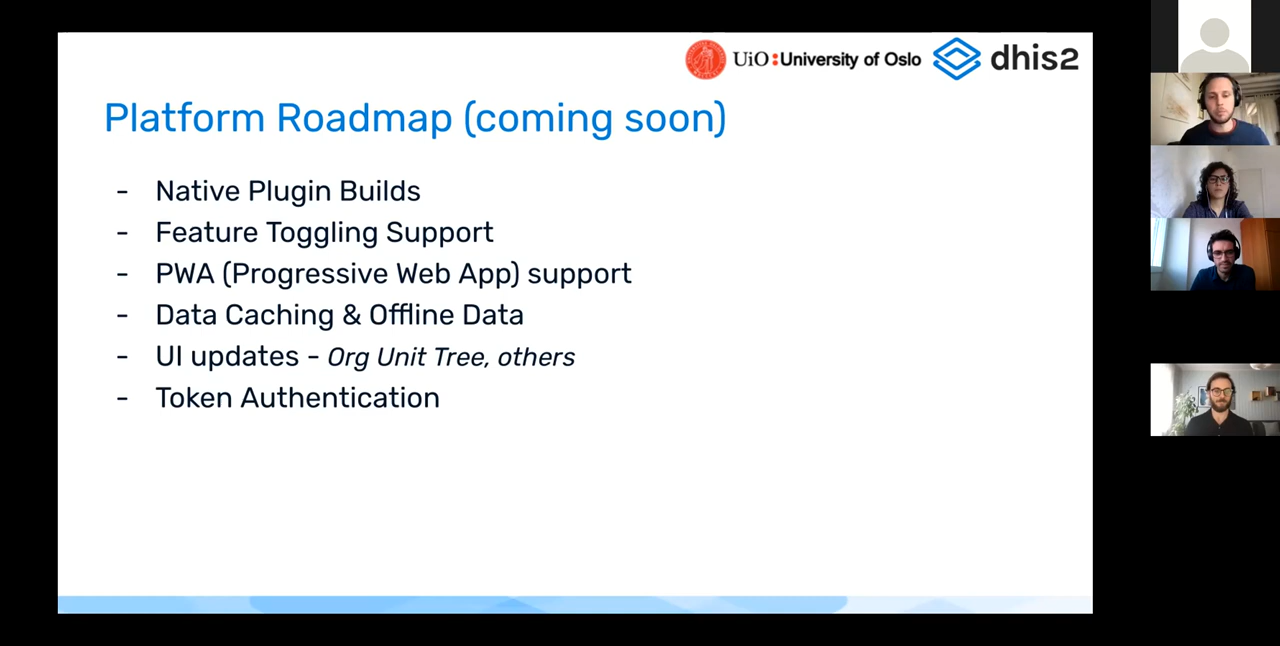 UiO:University of Oslo dhis2
Platform Roadmap (coming soon)
- Native Plugin Builds
- Feature Toggling Support
- PWA (Progressive Web App) support
- Data Caching & Offline Data
- UI updates - Org Unit Tree, others
- Token Authentication